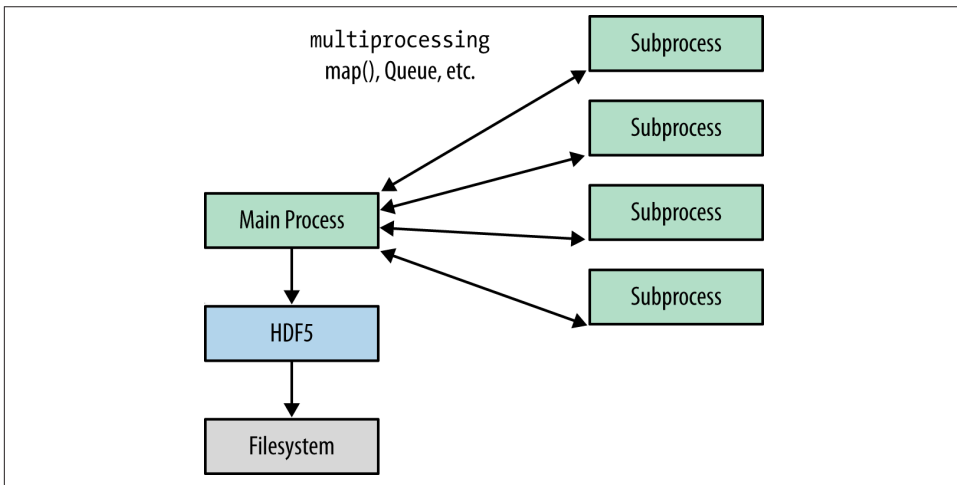 multiprocessing
map(), Queue, etc.
Subprocess
Subprocess
Subprocess
Subprocess
Main Process
HDF5
Filesystem